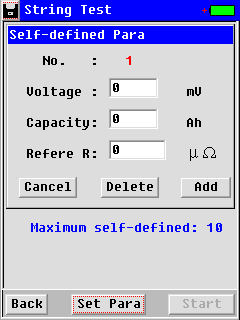 String Test
Self-defined Para
No. : 1
Voltage : 0 mV
Capacity: 0 Ah
Refere R: 0 μΩ
Cancel Delete Add
Maximum self-defined: 10
Back Set Para Start